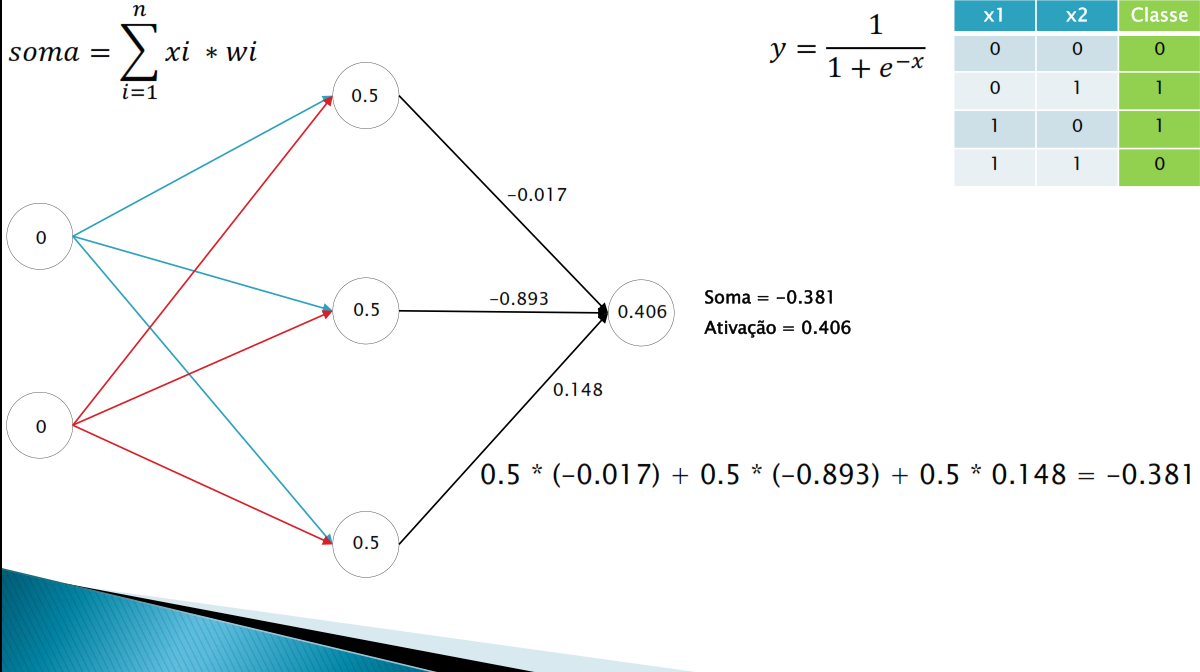 n
soma = ∑ xi * wi
i=1
y = 1 / (1 + e^−x)
x1 x2 Classe
0 0 0
0 1 1
1 0 1
1 1 0
0.5
-0.017
0
0.5
-0.893
0.406
Soma = -0.381
Ativação = 0.406
0.148
0
0.5 * (-0.017) + 0.5 * (-0.893) + 0.5 * 0.148 = -0.381
0.5